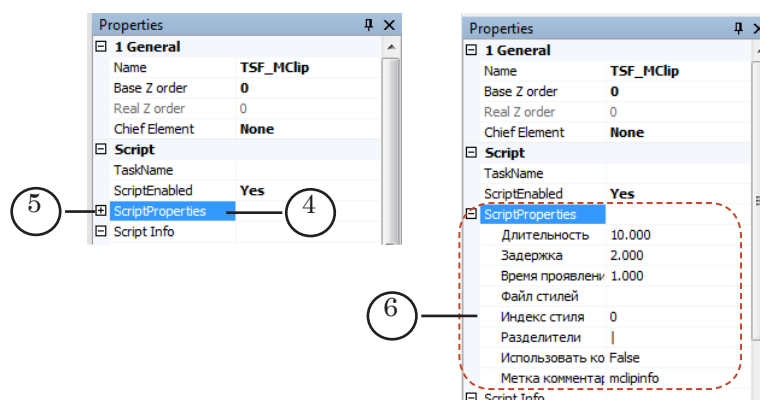 Properties
1 General
Name TSF_MClip
Base Z order 0
Real Z order 0
Chief Element None
Script
TaskName
ScriptEnabled Yes
ScriptProperties
Script Info
5
4
Properties
1 General
Name TSF_MClip
Base Z order 0
Real Z order 0
Chief Element None
Script
TaskName
ScriptEnabled Yes
ScriptProperties
Длительность 10.000
Задержка 2.000
Время проявлени 1.000
Файл стилей
Индекс стиля 0
Разделители |
Использовать ко False
Метка коммента mclipinfo
Script Info
6